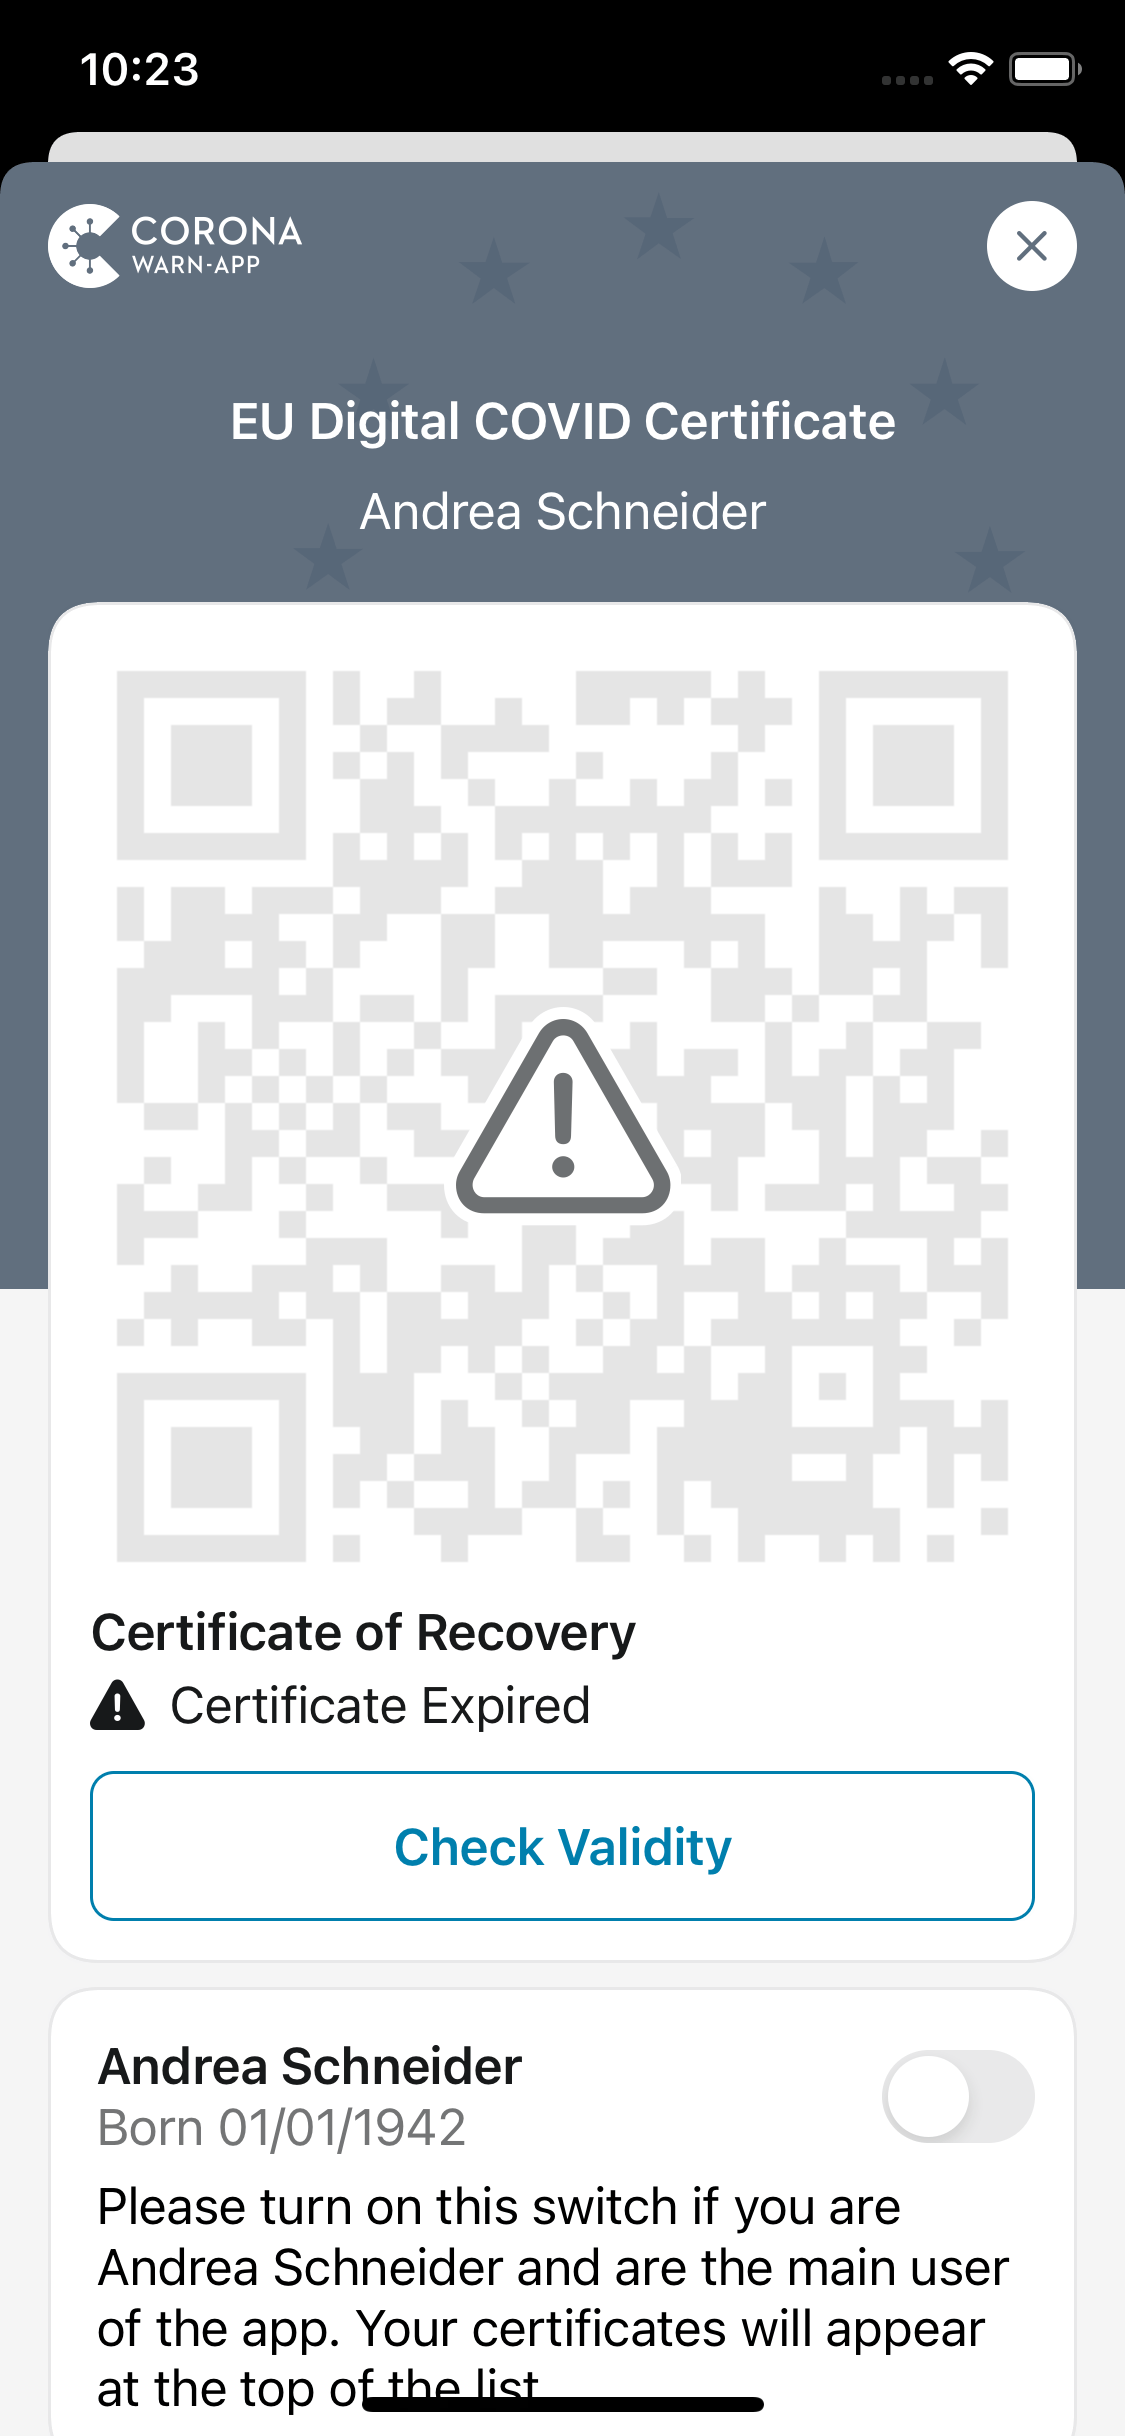 10:23
CORONA
WARN-APP
EU Digital COVID Certificate
Andrea Schneider
Certificate of Recovery
Certificate Expired
Check Validity
Andrea Schneider
Born 01/01/1942
Please turn on this switch if you are
Andrea Schneider and are the main user
of the app. Your certificates will appear
at the top of the list